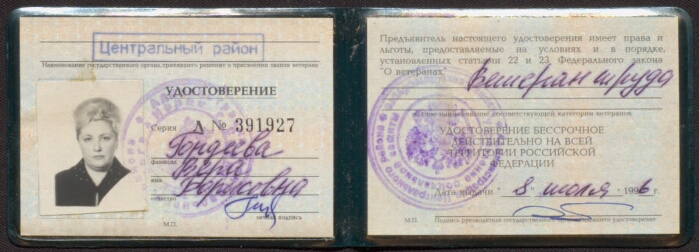 Центральный район
Наименование государственного органа, принявшего решение о присвоении звания ветерана
УДОСТОВЕРЕНИЕ
Серия Л № 391927
Гордеева
фамилия
Вера
имя
Борисовна
отчество
личная подпись
М.П.
Предъявитель настоящего удостоверения имеет права и
льготы, предоставляемые на условиях и в порядке,
установленных статьями 22 и 23 Федерального закона
"О ветеранах"
Ветеран труда
наименование соответствующей категории ветеранов
УДОСТОВЕРЕНИЕ БЕССРОЧНОЕ
ДЕЙСТВИТЕЛЬНО НА ВСЕЙ
ТЕРРИТОРИИ РОССИЙСКОЙ
ФЕДЕРАЦИИ
Дата выдачи "8" июля 1996 г.
М.П.
Подпись руководителя государственного органа, выдавшего удостоверение